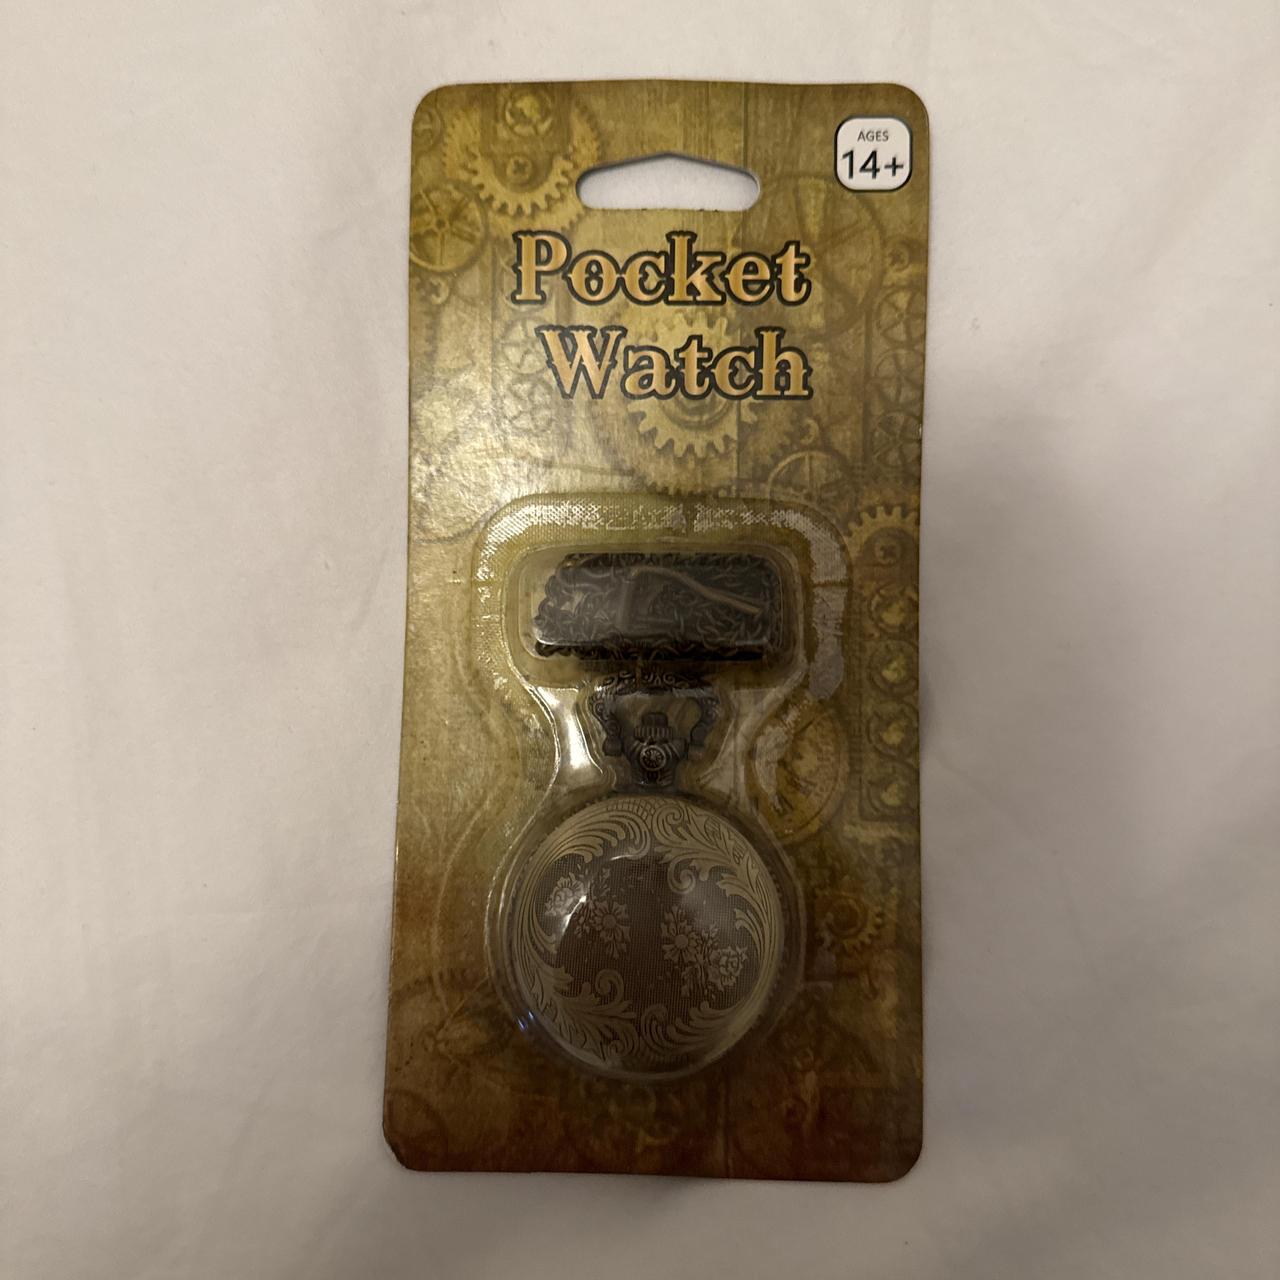 AGES
14+
Pocket
Watch